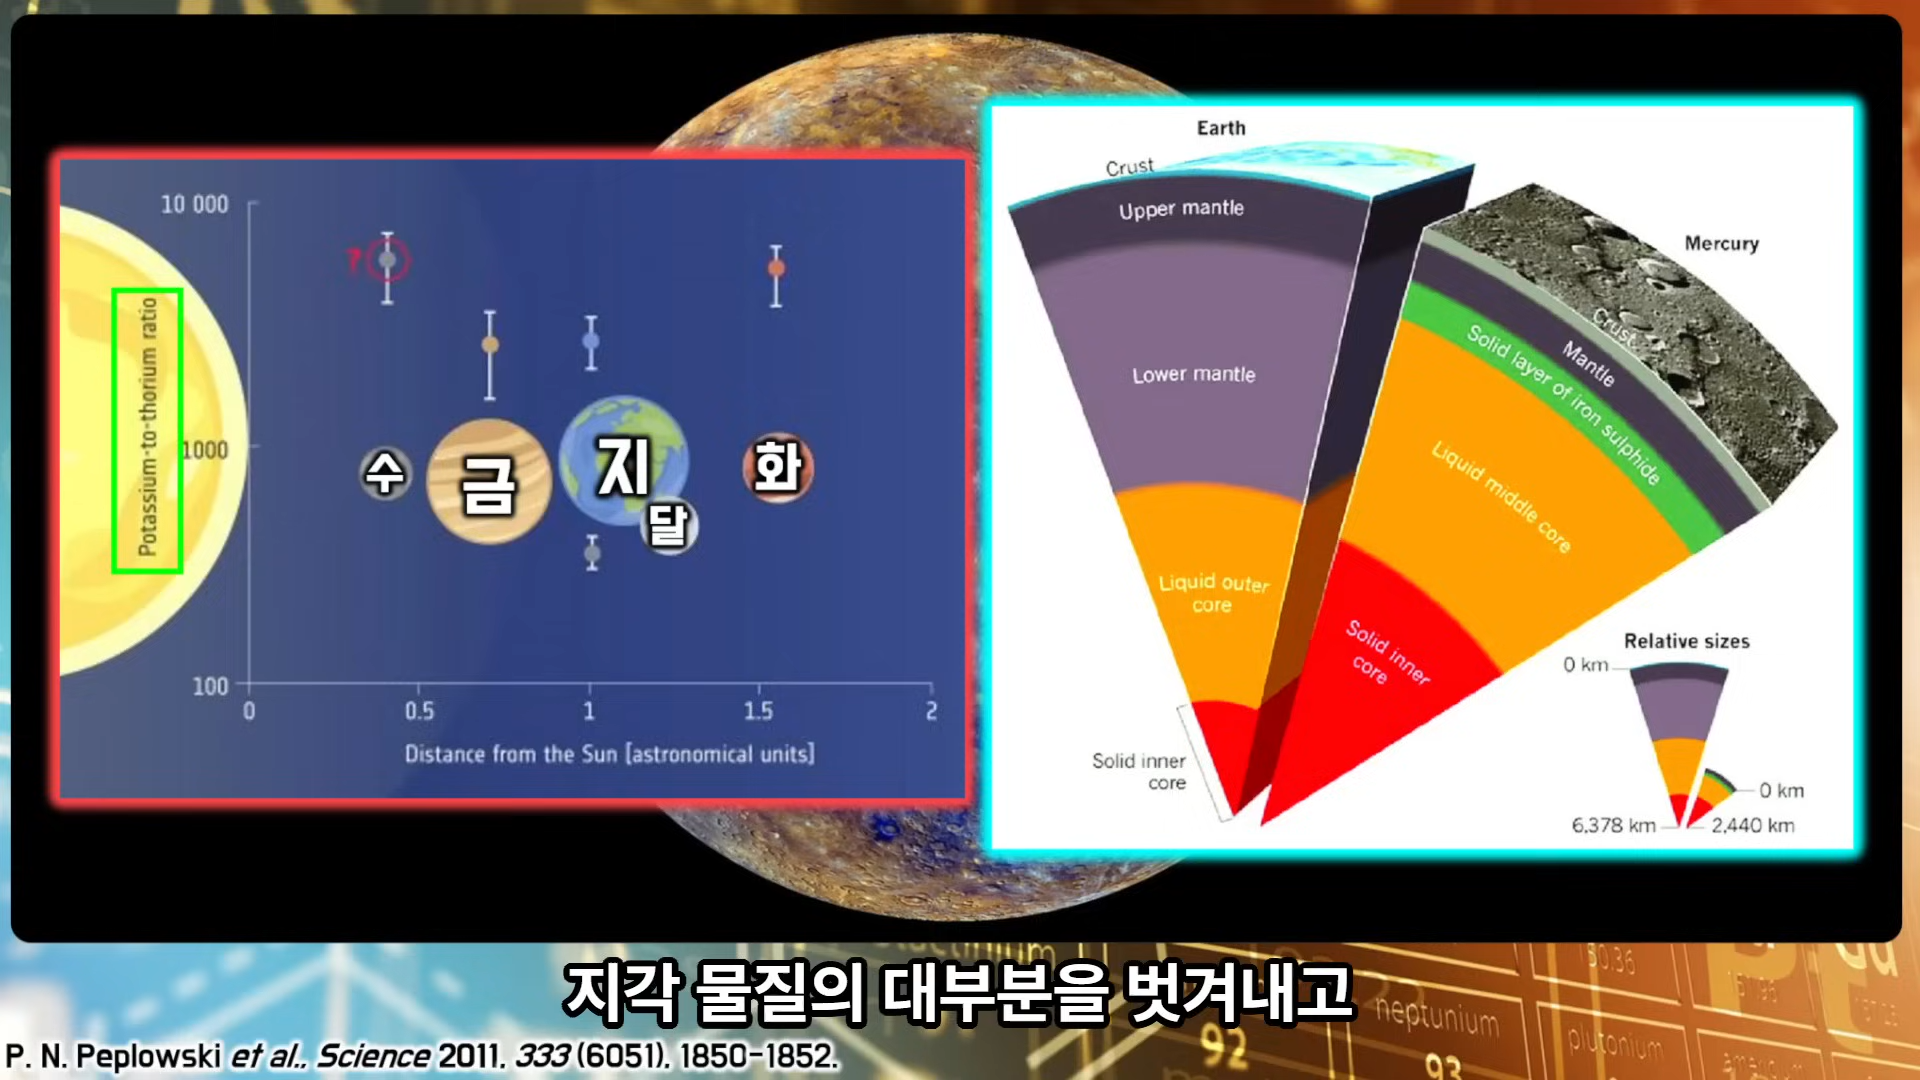 10 000
?
Potassium-to-thorium ratio
1000
수
금
지
달
화
100
0
0.5
1
1.5
2
Distance from the Sun [astronomical units]
Earth
Crust
Upper mantle
Lower mantle
Liquid outer
core
Solid inner
core
Mercury
Crust
Mantle
Solid layer of iron sulphide
Liquid middle core
Solid inner
core
Relative sizes
0 km
0 km
6,378 km
2,440 km
지각 물질의 대부분을 벗겨내고
neptunium
plutonium
92
93
P. N. Peplowski et al., Science 2011, 333 (6051), 1850-1852.